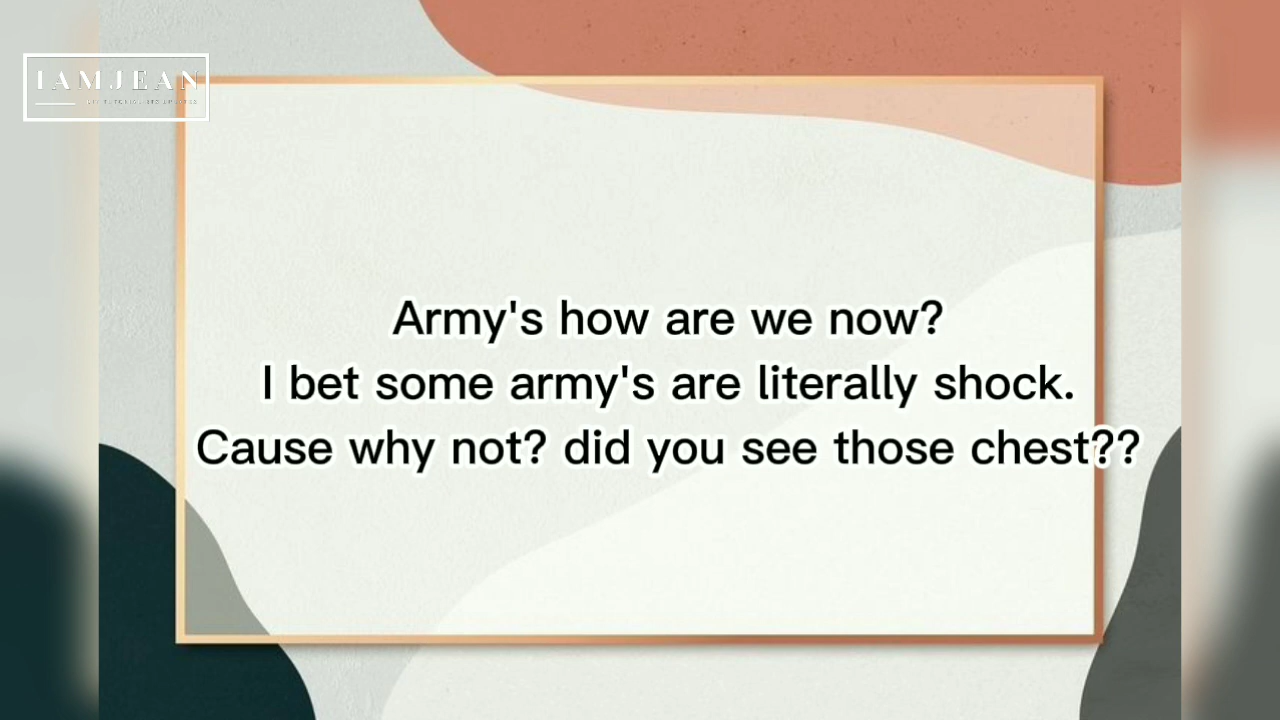 IAMJEAN
Army's how are we now?
I bet some army's are literally shock.
Cause why not? did you see those chest??